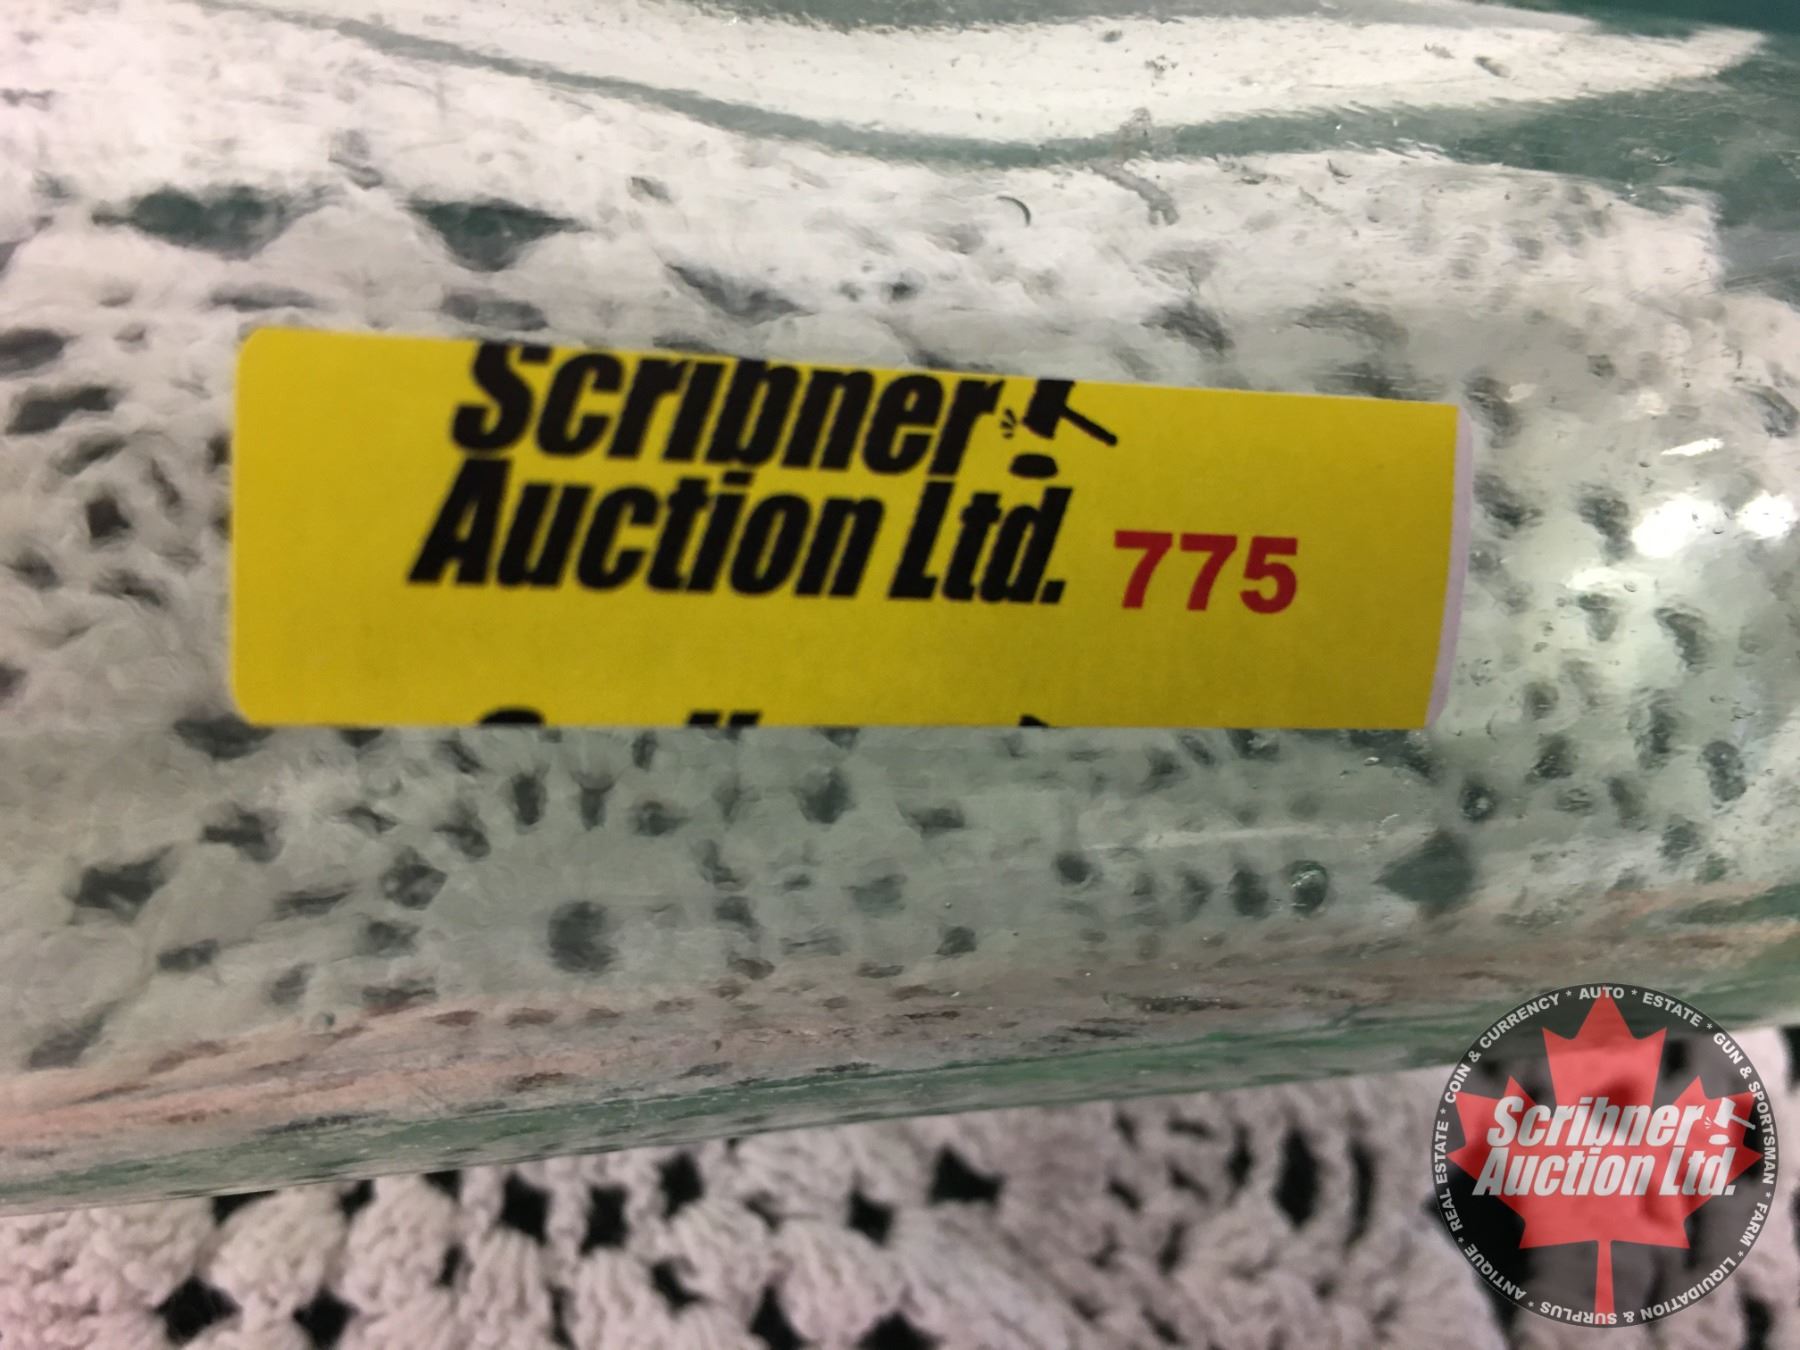 Scribner
Auction Ltd. 775
COIN & CURRENCY * AUTO * ESTATE * GUN & SPORTSMAN * FARM * LIQUIDATION & SURPLUS * ANTIQUE * REAL ESTATE *
Scribner
Auction Ltd.